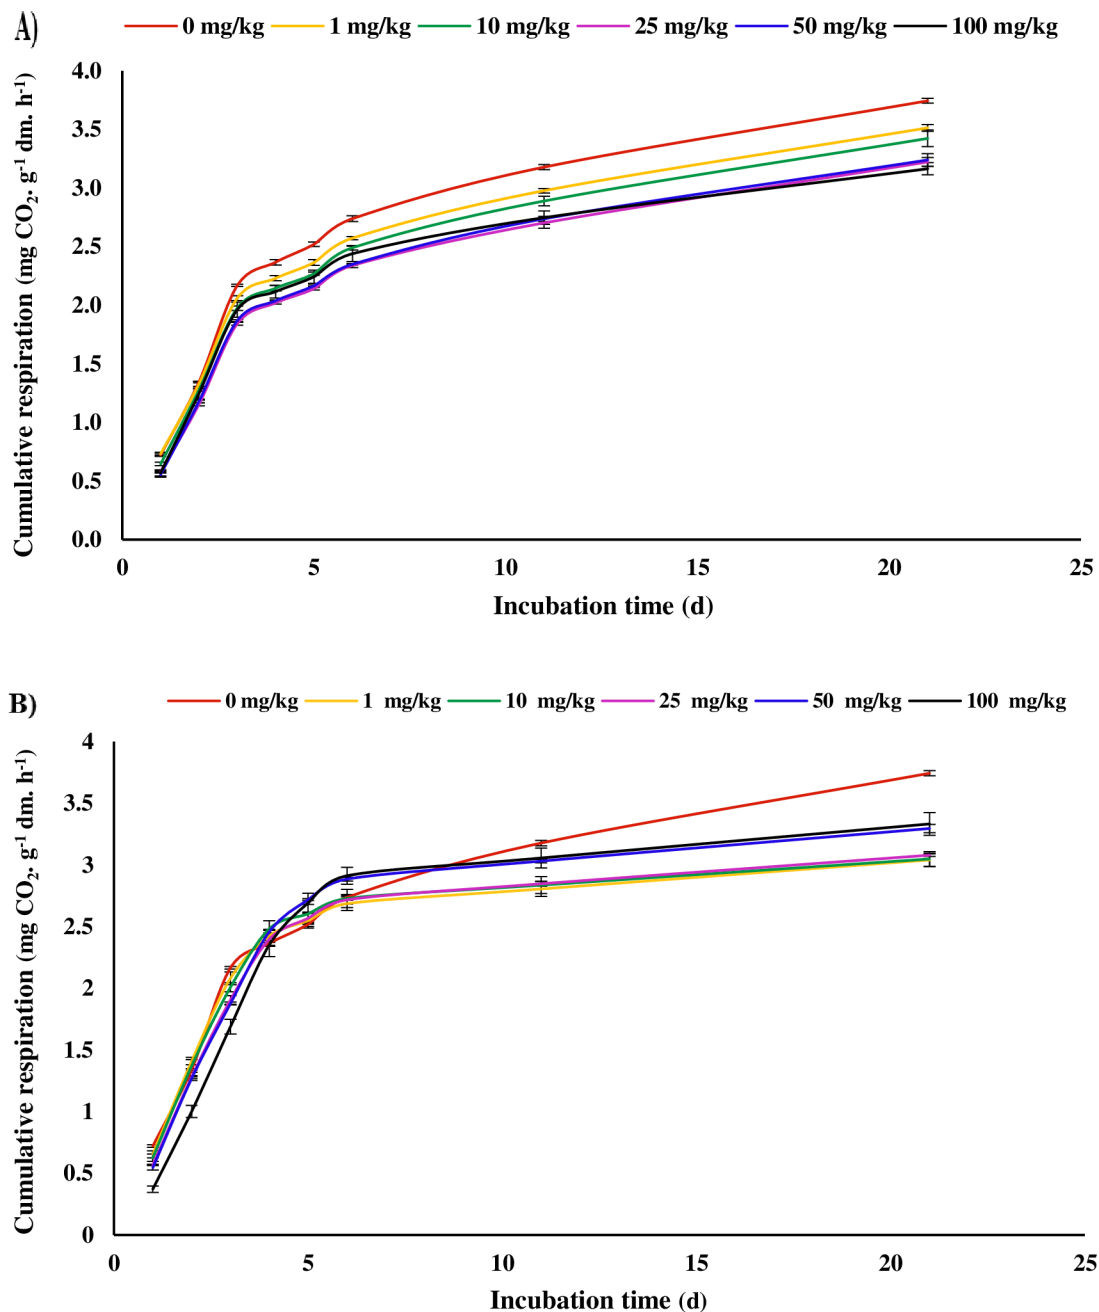 A)
0 mg/kg 1 mg/kg 10 mg/kg 25 mg/kg 50 mg/kg 100 mg/kg
Cumulative respiration (mg CO₂. g⁻¹ dm. h⁻¹)
4.0
3.5
3.0
2.5
2.0
1.5
1.0
0.5
0.0
0 5 10 15 20 25
Incubation time (d)
B)
0 mg/kg 1 mg/kg 10 mg/kg 25 mg/kg 50 mg/kg 100 mg/kg
Cumulative respiration (mg CO₂. g⁻¹ dm. h⁻¹)
4
3.5
3
2.5
2
1.5
1
0.5
0
0 5 10 15 20 25
Incubation time (d)